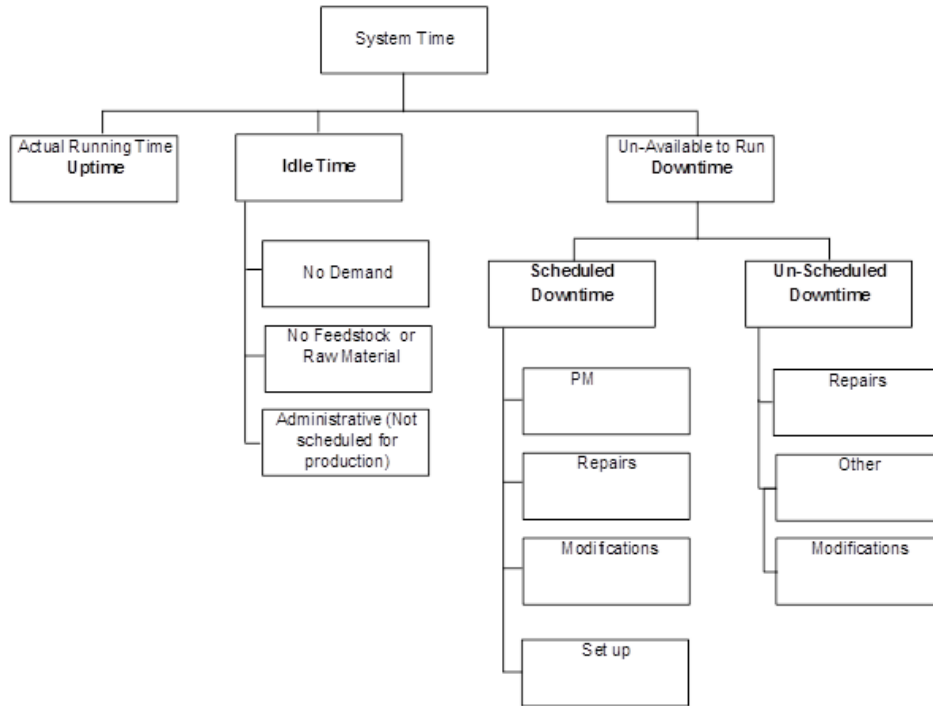 System Time
Actual Running Time
Uptime
Idle Time
Un-Available to Run
Downtime
No Demand
No Feedstock or
Raw Material
Administrative (Not
scheduled for
production)
Scheduled
Downtime
PM
Repairs
Modifications
Set up
Un-Scheduled
Downtime
Repairs
Other
Modifications